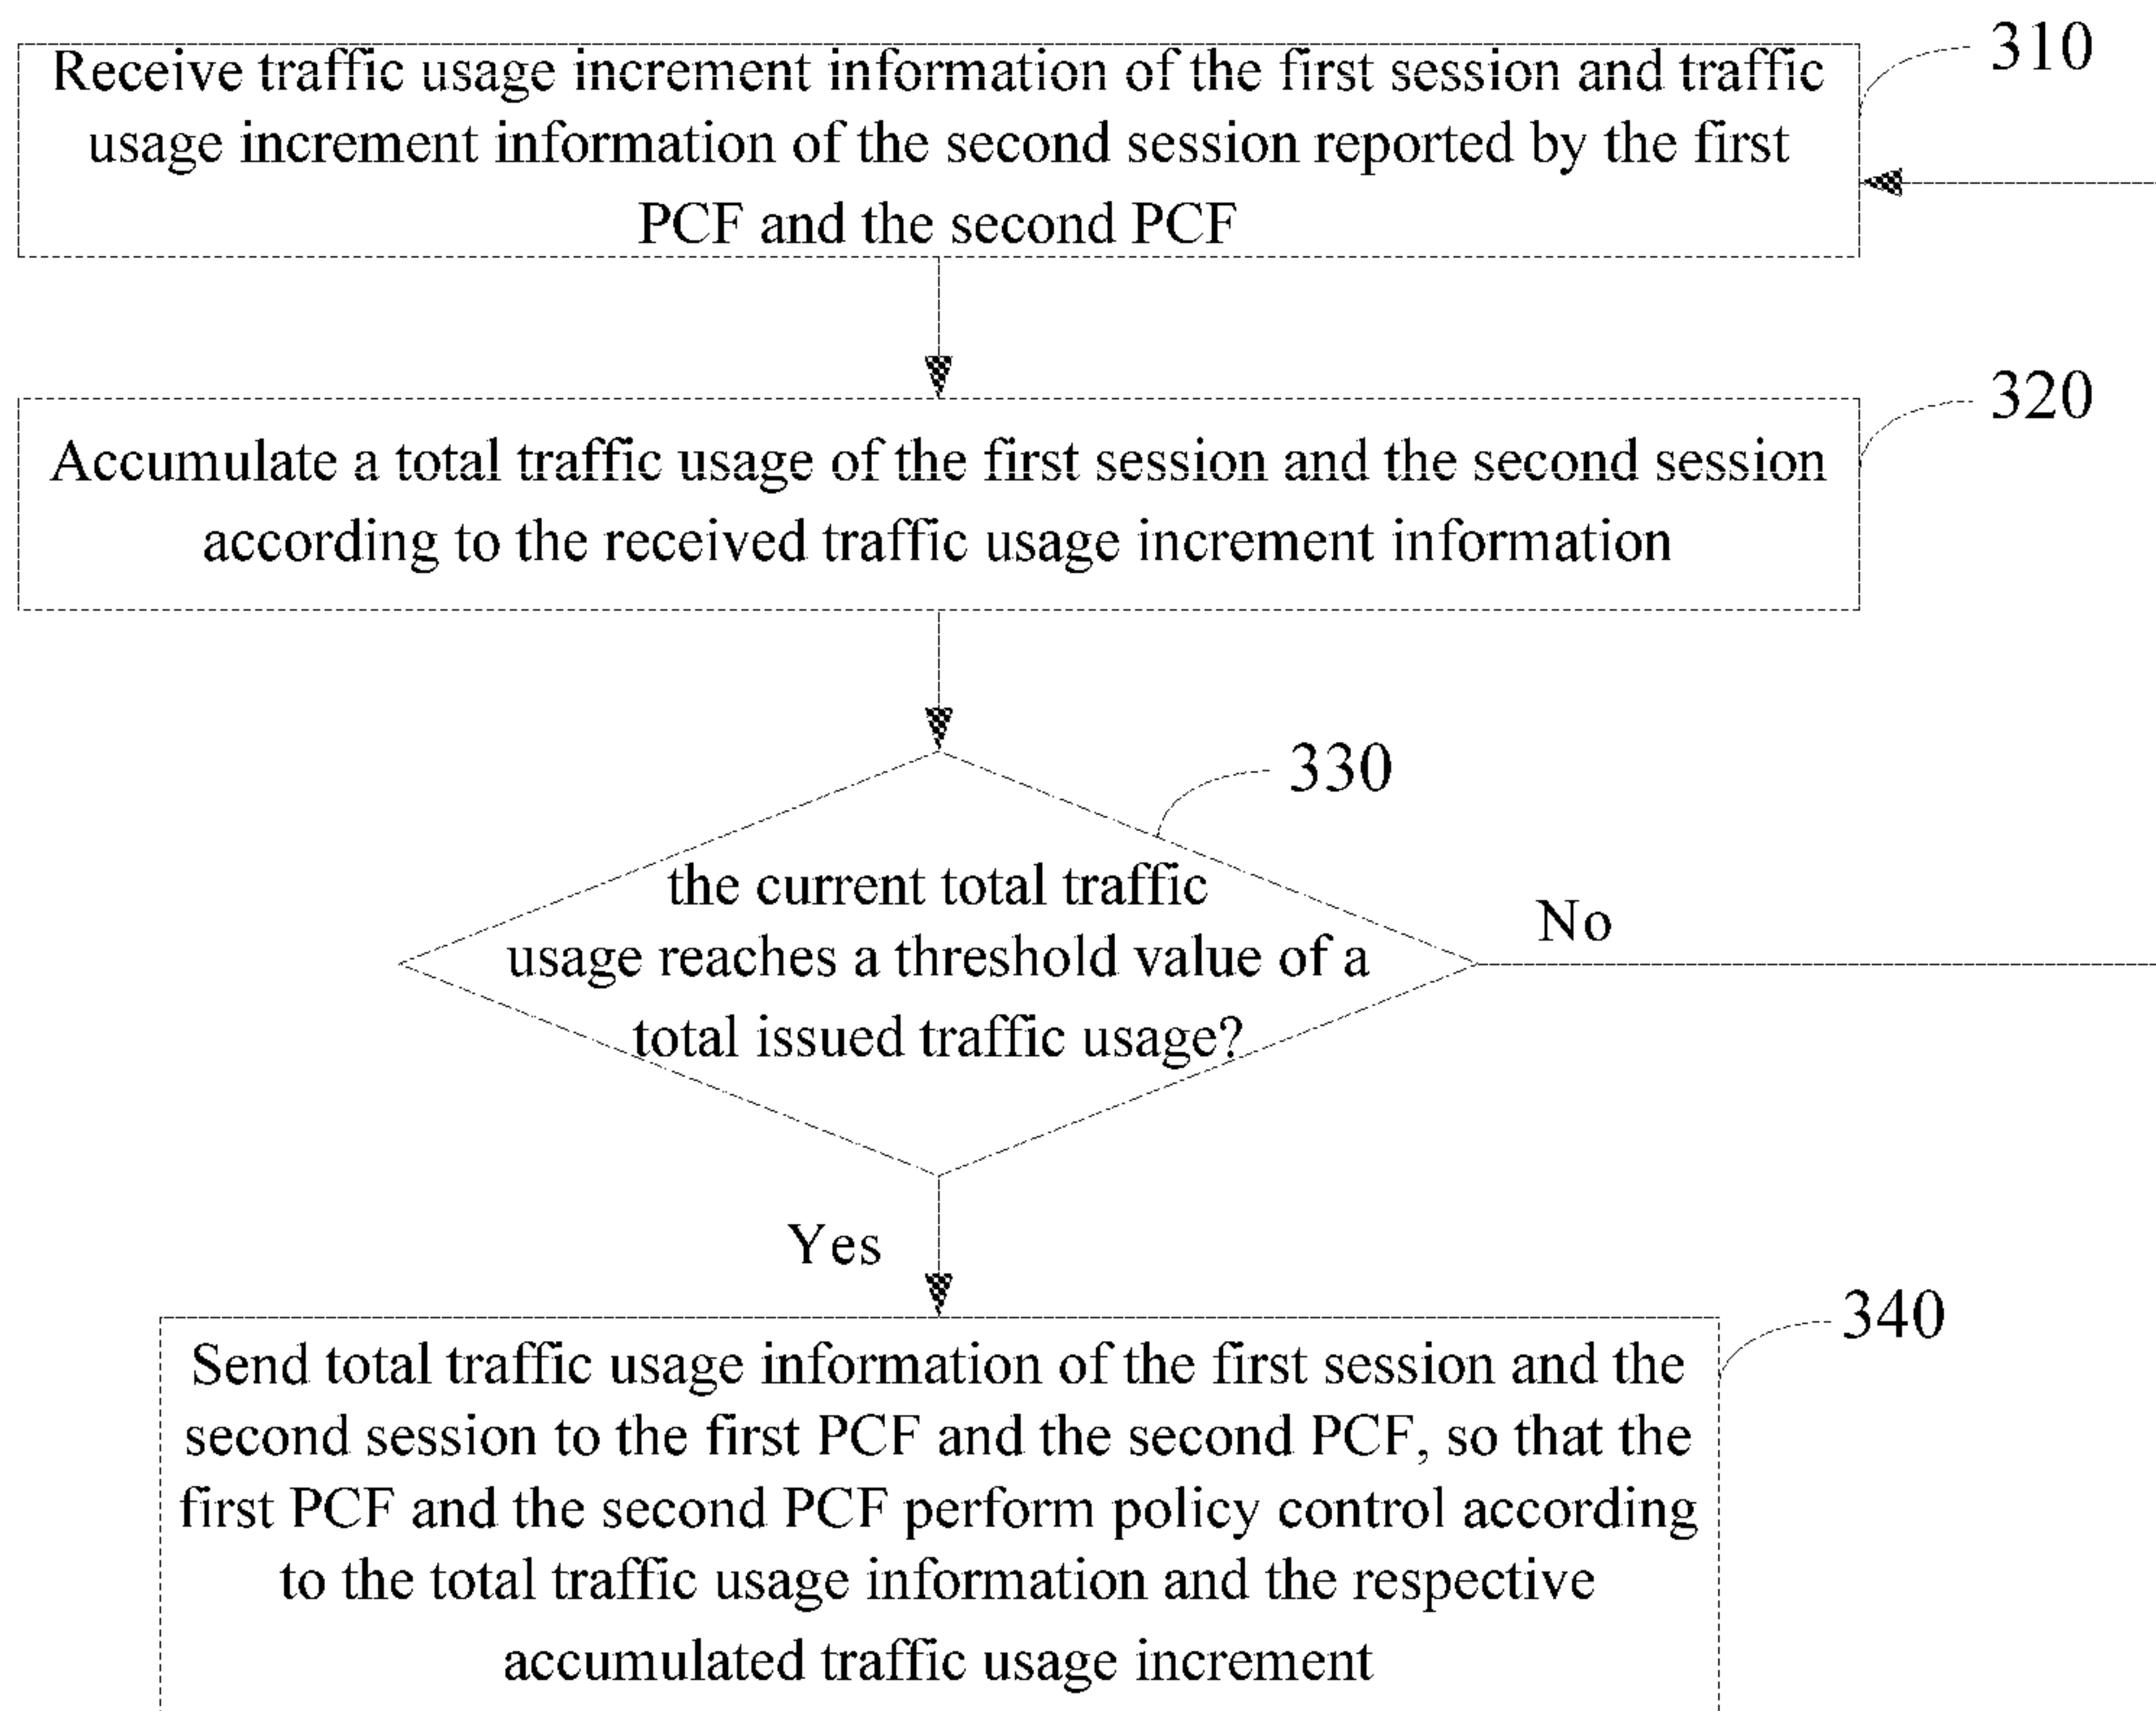 310
Receive traffic usage increment information of the first session and traffic
usage increment information of the second session reported by the first
PCF and the second PCF
320
Accumulate a total traffic usage of the first session and the second session
according to the received traffic usage increment information
330
the current total traffic
usage reaches a threshold value of a
total issued traffic usage?
No
Yes
340
Send total traffic usage information of the first session and the
second session to the first PCF and the second PCF, so that the
first PCF and the second PCF perform policy control according
to the total traffic usage information and the respective
accumulated traffic usage increment